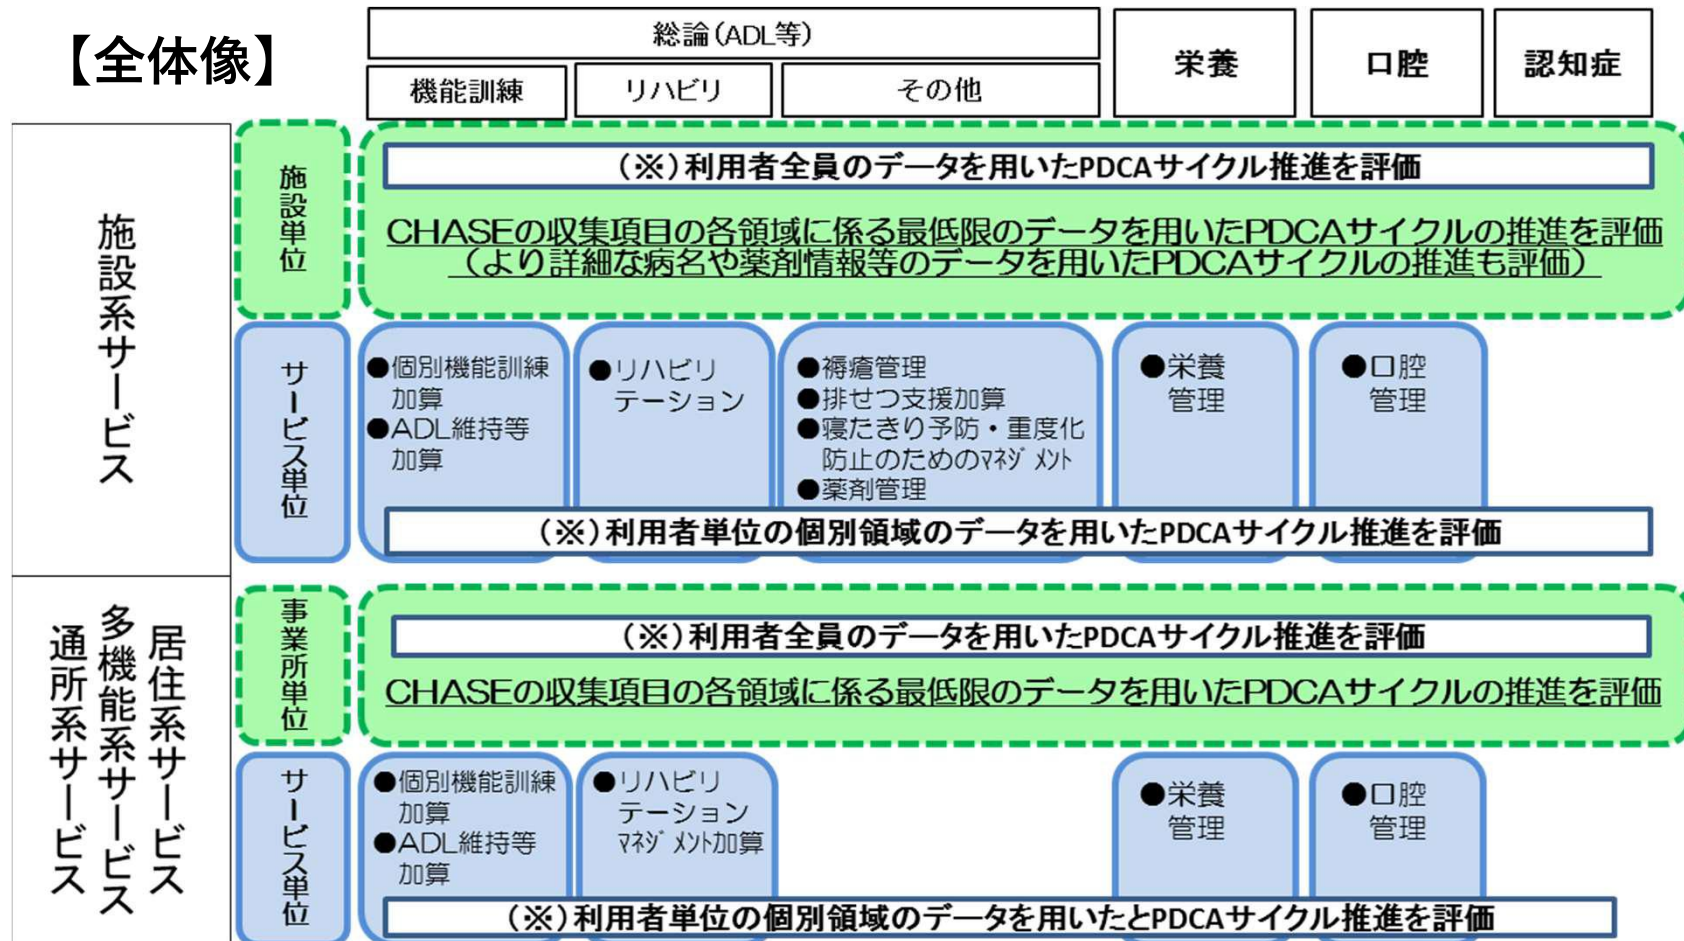 【全体像】
総論(ADL等)
機能訓練
リハビリ
その他
栄養
口腔
認知症
施設系サービス
施設単位
(※)利用者全員のデータを用いたPDCAサイクル推進を評価
CHASEの収集項目の各領域に係る最低限のデータを用いたPDCAサイクルの推進を評価
(より詳細な病名や薬剤情報等のデータを用いたPDCAサイクルの推進も評価)
サービス単位
●個別機能訓練
加算
●ADL維持等
加算
●リハビリ
テーション
●褥瘡管理
●排せつ支援加算
●寝たきり予防・重度化
防止のためのマネジメント
●薬剤管理
●栄養
管理
●口腔
管理
(※)利用者単位の個別領域のデータを用いたPDCAサイクル推進を評価
居住系サービス
多機能系サービス
通所系サービス
事業所単位
(※)利用者全員のデータを用いたPDCAサイクル推進を評価
CHASEの収集項目の各領域に係る最低限のデータを用いたPDCAサイクルの推進を評価
サービス単位
●個別機能訓練
加算
●ADL維持等
加算
●リハビリ
テーション
マネジメント加算
●栄養
管理
●口腔
管理
(※)利用者単位の個別領域のデータを用いたとPDCAサイクル推進を評価